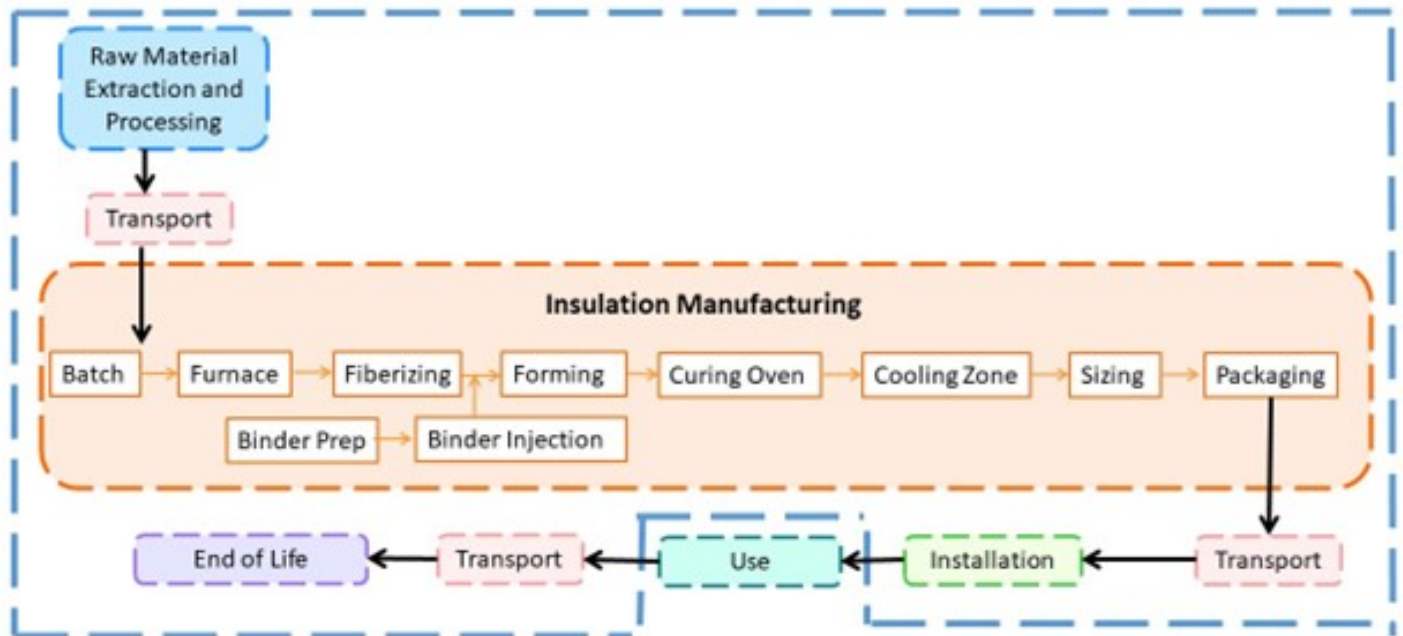 Raw Material
Extraction and
Processing
Transport
Insulation Manufacturing
Batch
Furnace
Fiberizing
Forming
Curing Oven
Cooling Zone
Sizing
Packaging
Binder Prep
Binder Injection
End of Life
Transport
Use
Installation
Transport